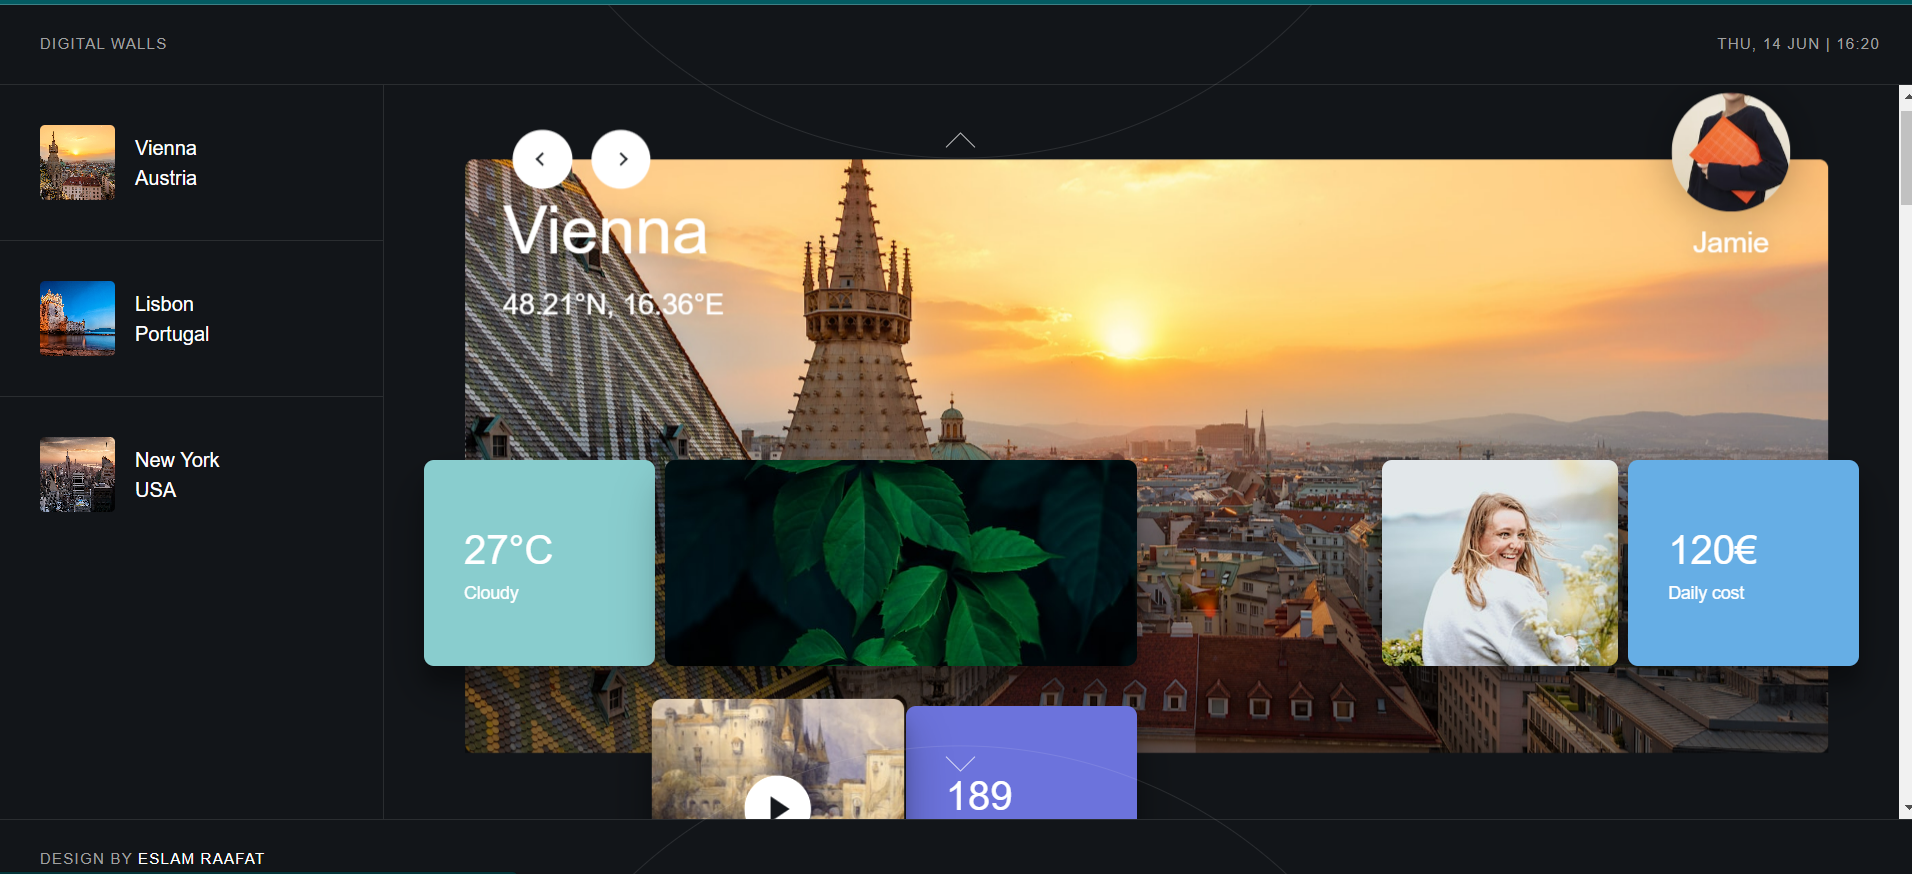 DIGITAL WALLS
THU, 14 JUN | 16:20
Vienna
Austria
Lisbon
Portugal
New York
USA
Vienna
48.21°N, 16.36°E
Jamie
27°C
Cloudy
120€
Daily cost
189
DESIGN BY ESLAM RAAFAT